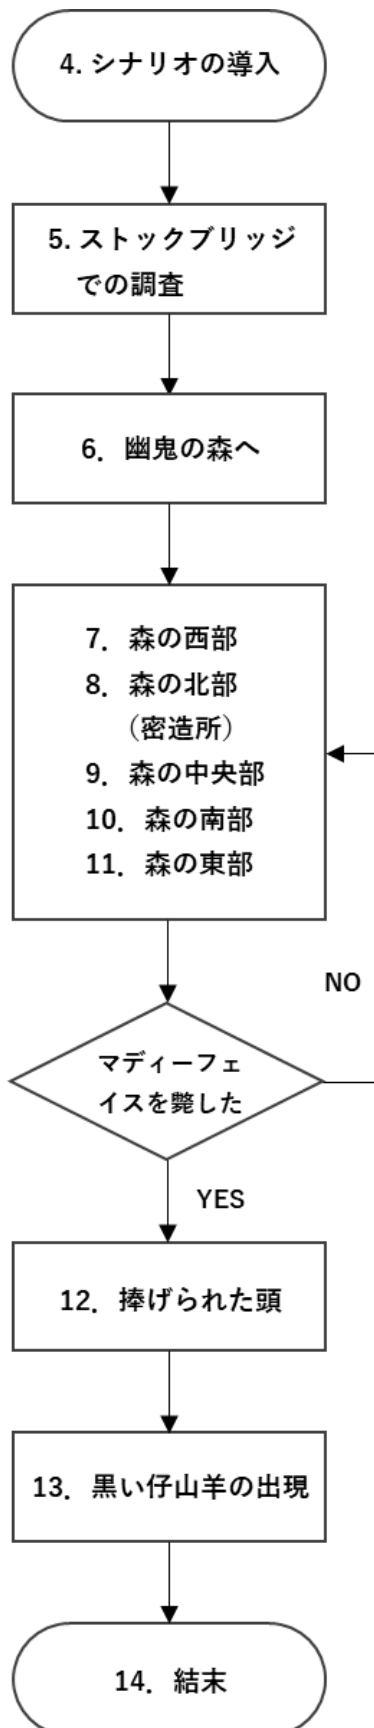 4. シナリオの導入
5. ストックブリッジ
での調査
6. 幽鬼の森へ
7. 森の西部
8. 森の北部
（密造所）
9. 森の中央部
10. 森の南部
11. 森の東部
NO
マディーフェ
イスを斃した
YES
12. 捧げられた頭
13. 黒い仔山羊の出現
14. 結末